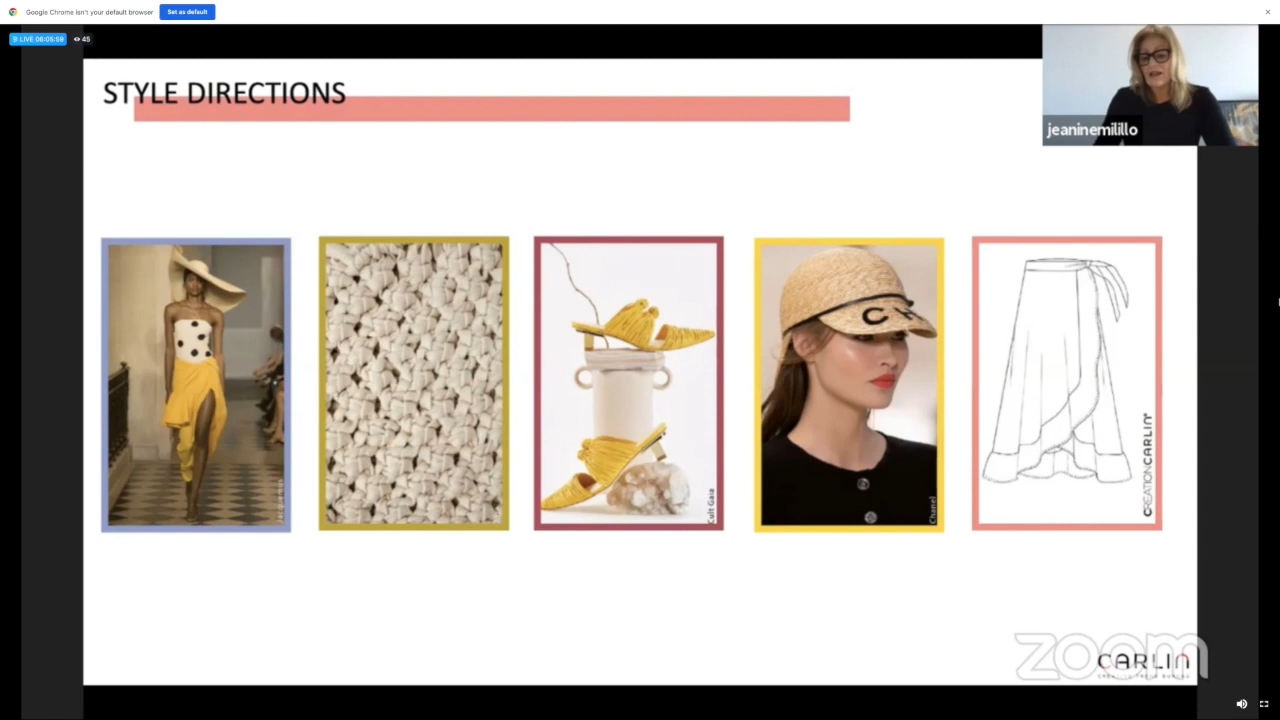 Google Chrome isn't your default browser
Set as default
LIVE 06:05:59
45
STYLE DIRECTIONS
jeaninemilillo
Cult Gaia
CH
Chanel
CREATIONCARLIN
zoom
CARLIN